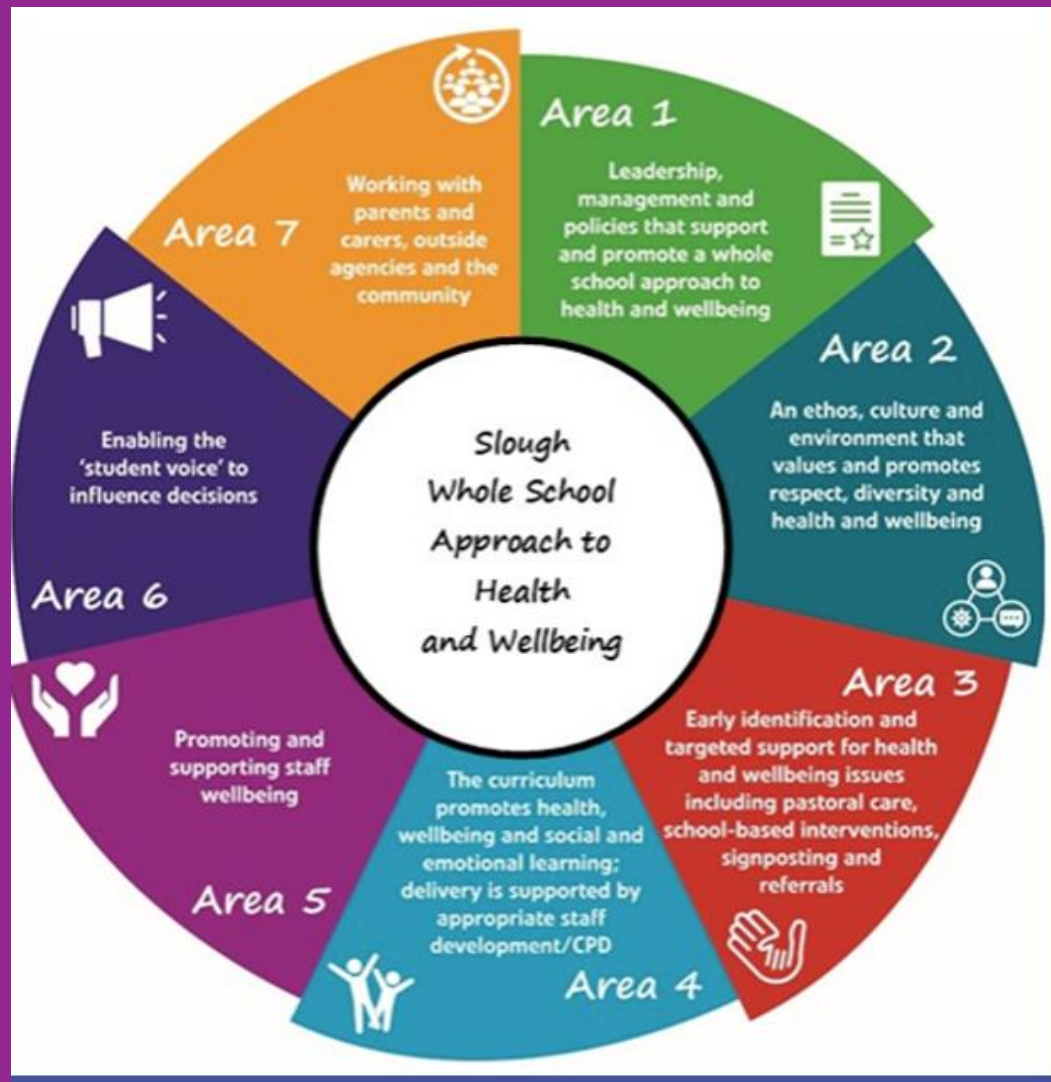 Slough
Whole School
Approach to
Health
and Wellbeing
Area 1
Leadership,
management and
policies that support
and promote a whole
school approach to
health and wellbeing
Area 2
An ethos, culture and
environment that
values and promotes
respect, diversity and
health and wellbeing
Area 3
Early identification and
targeted support for health
and wellbeing issues
including pastoral care,
school-based interventions,
signposting and
referrals
The curriculum
promotes health,
wellbeing and social and
emotional learning;
delivery is supported by
appropriate staff
development/CPD
Area 4
Promoting and
supporting staff
wellbeing
Area 5
Enabling the
'student voice' to
influence decisions
Area 6
Area 7
Working with
parents and
carers, outside
agencies and the
community